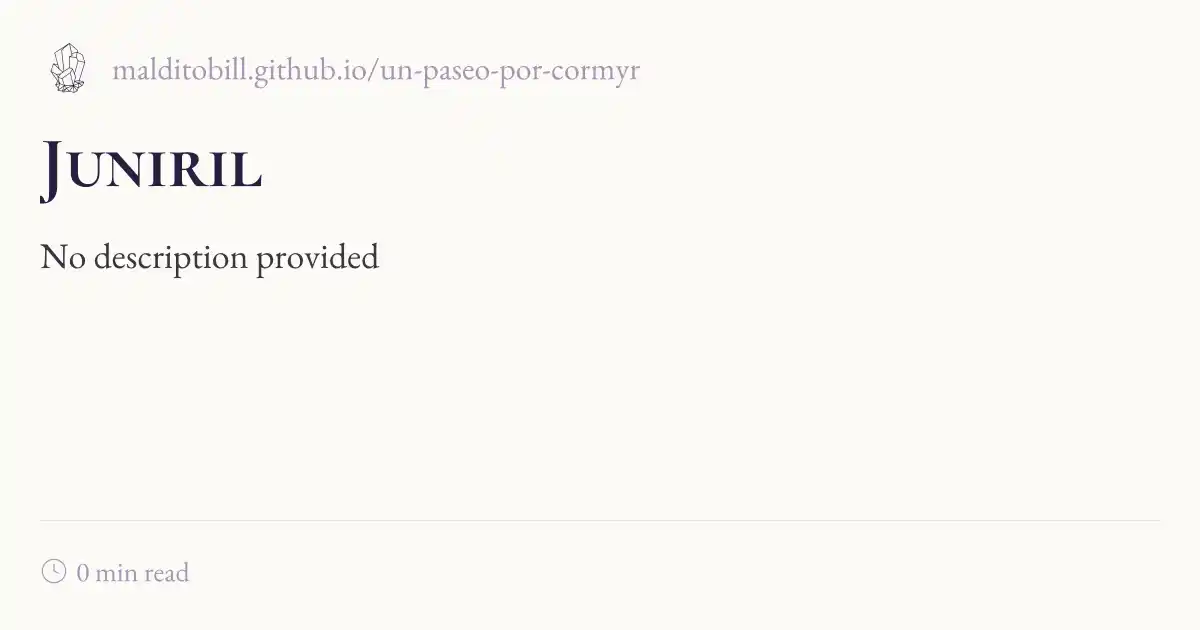 malditobill.github.io/un-paseo-por-cormyr
Juniril
No description provided
0 min read